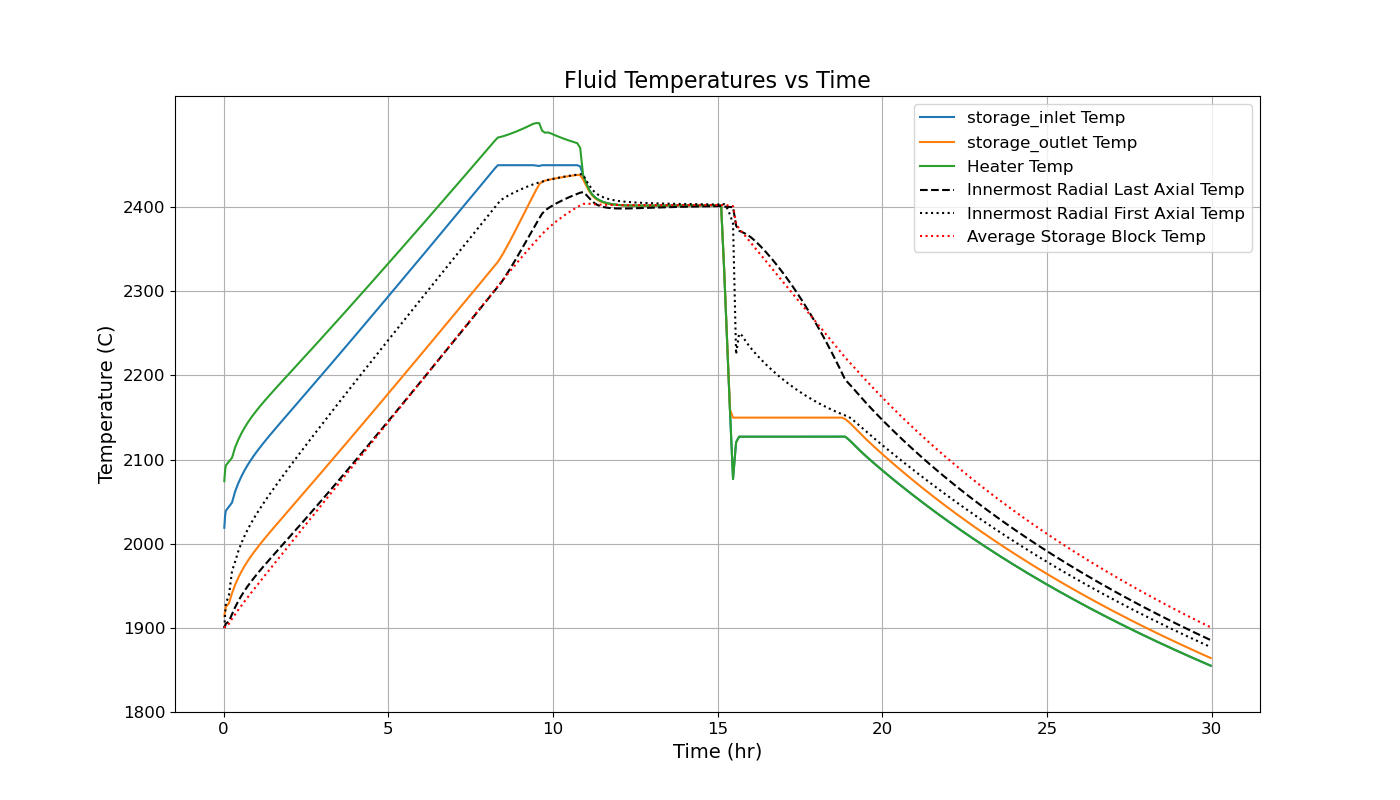 Fluid Temperatures vs Time
storage_inlet Temp
storage_outlet Temp
Heater Temp
Innermost Radial Last Axial Temp
Innermost Radial First Axial Temp
Average Storage Block Temp
Temperature (C)
2400
2300
2200
2100
2000
1900
1800
0 5 10 15 20 25 30
Time (hr)